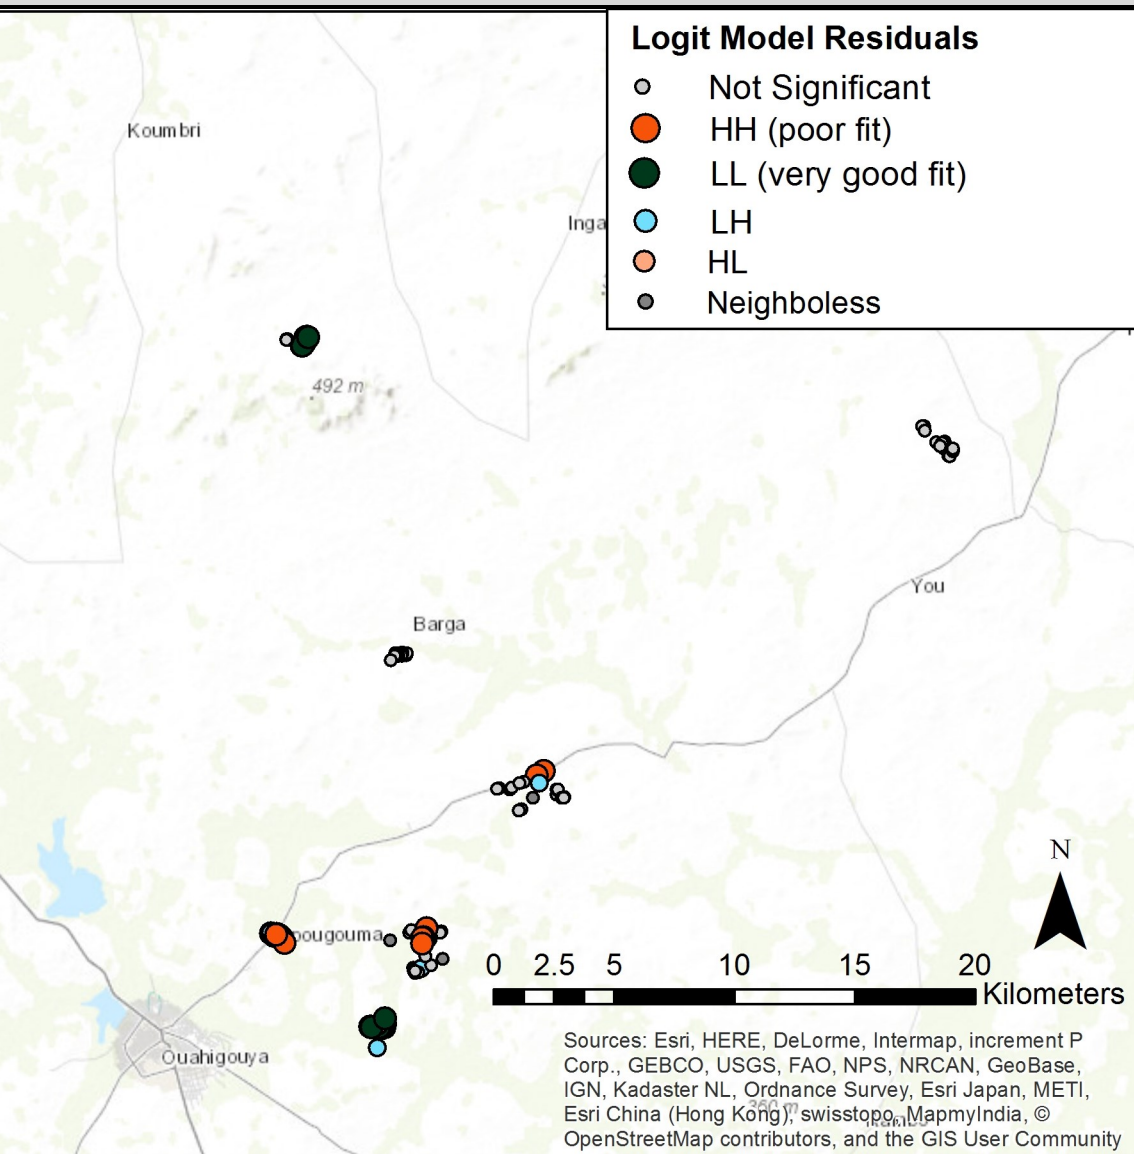 Logit Model Residuals
Not Significant
HH (poor fit)
LL (very good fit)
LH
HL
Neighboless
Koumbri
Inga
492 m
You
Barga
N
pougouma
0 2.5 5 10 15 20
Kilometers
Ouahigouya
Sources: Esri, HERE, DeLorme, Intermap, increment P
Corp., GEBCO, USGS, FAO, NPS, NRCAN, GeoBase,
IGN, Kadaster NL, Ordnance Survey, Esri Japan, METI,
Esri China (Hong Kong), swisstopo, MapmyIndia, ©
OpenStreetMap contributors, and the GIS User Community
360 m